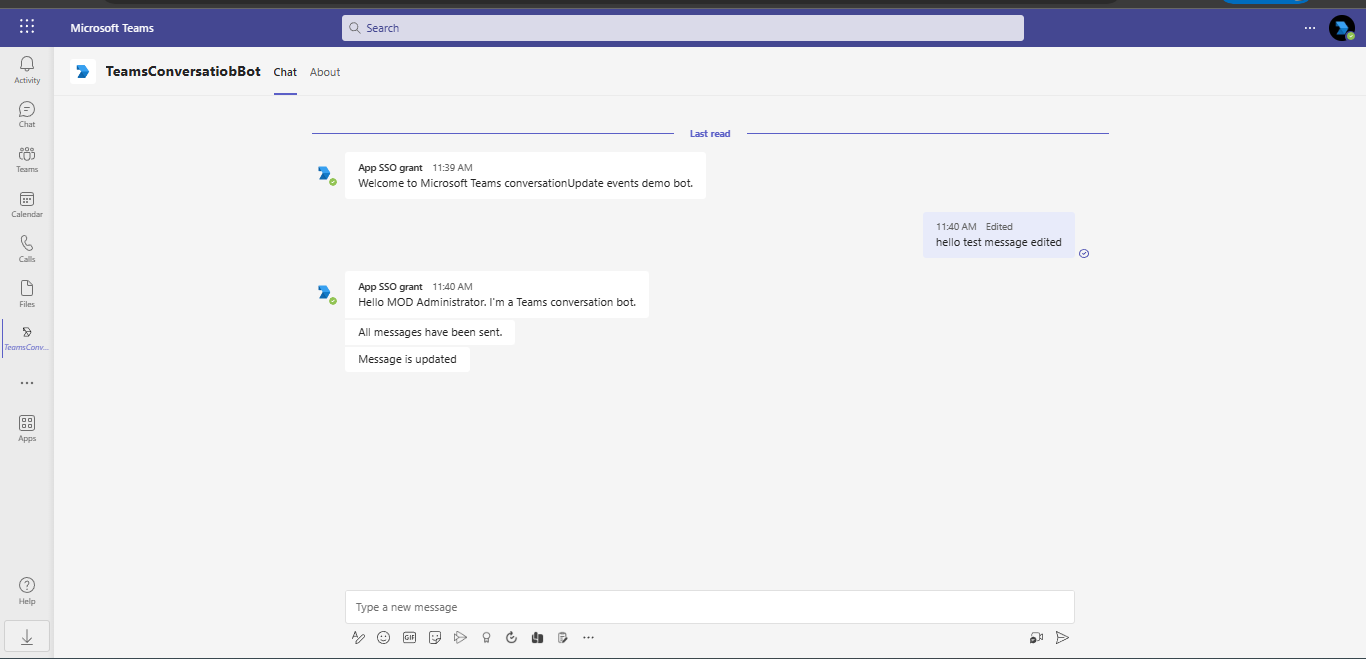 Microsoft Teams
Search
Activity
Chat
Teams
Calendar
Calls
Files
TeamsConv...
Apps
Help
TeamsConversatiobBot Chat About
Last read
App SSO grant 11:39 AM
Welcome to Microsoft Teams conversationUpdate events demo bot.
11:40 AM Edited
hello test message edited
App SSO grant 11:40 AM
Hello MOD Administrator. I'm a Teams conversation bot.
All messages have been sent.
Message is updated
Type a new message
GIF